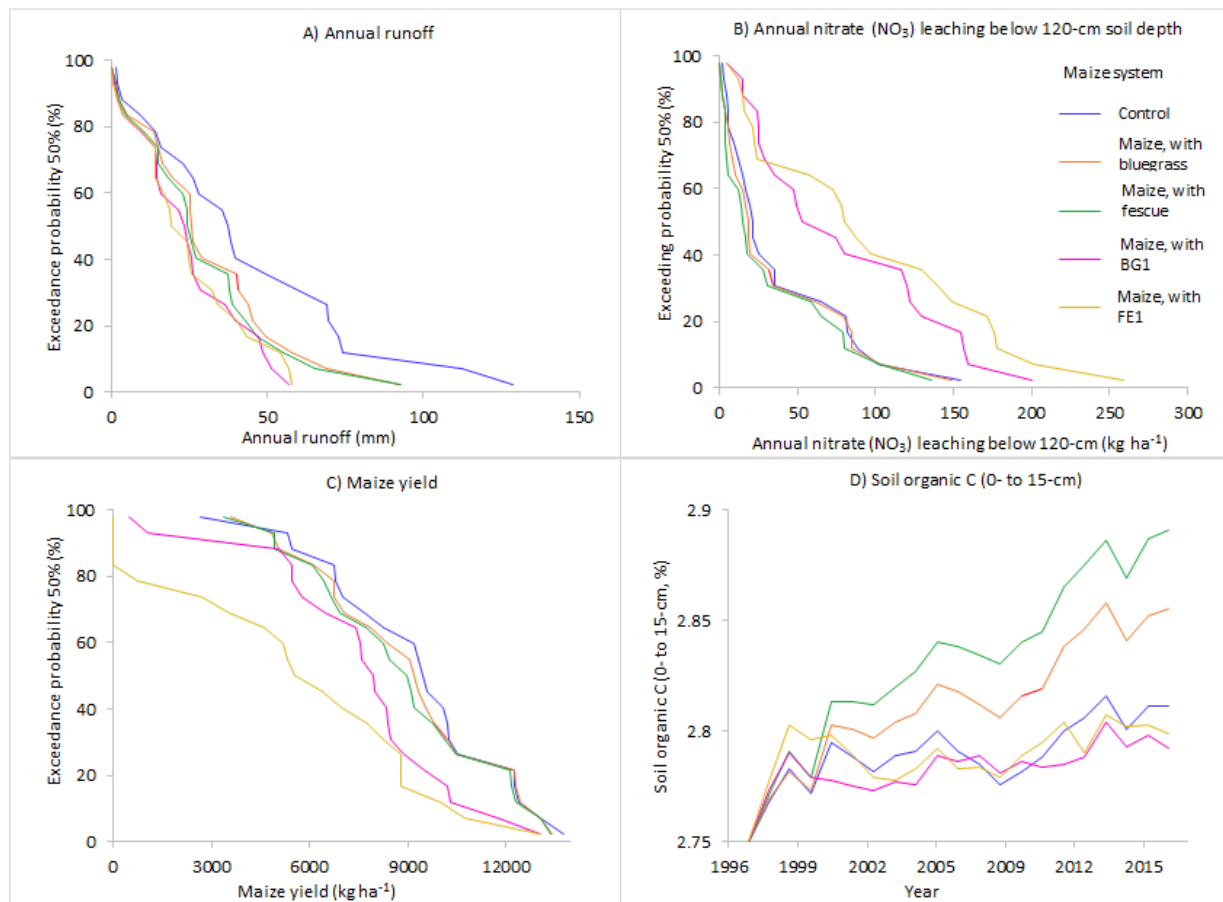 A) Annual runoff
Exceedance probability 50% (%)
100
80
60
40
20
0
0
50
100
150
Annual runoff (mm)
B) Annual nitrate (NO₃) leaching below 120-cm soil depth
Exceeding probability 50% (%)
100
80
60
40
20
0
0
50
100
150
200
250
300
Annual nitrate (NO₃) leaching below 120-cm (kg ha⁻¹)
Maize system
Control
Maize, with
bluegrass
Maize, with
fescue
Maize, with
BG1
Maize, with
FE1
C) Maize yield
Exceedance probability 50% (%)
100
80
60
40
20
0
0
3000
6000
9000
12000
Maize yield (kg ha⁻¹)
D) Soil organic C (0- to 15-cm)
Soil organic C (0- to 15-cm, %)
2.9
2.85
2.8
2.75
1996
1999
2002
2005
2009
2012
2015
Year